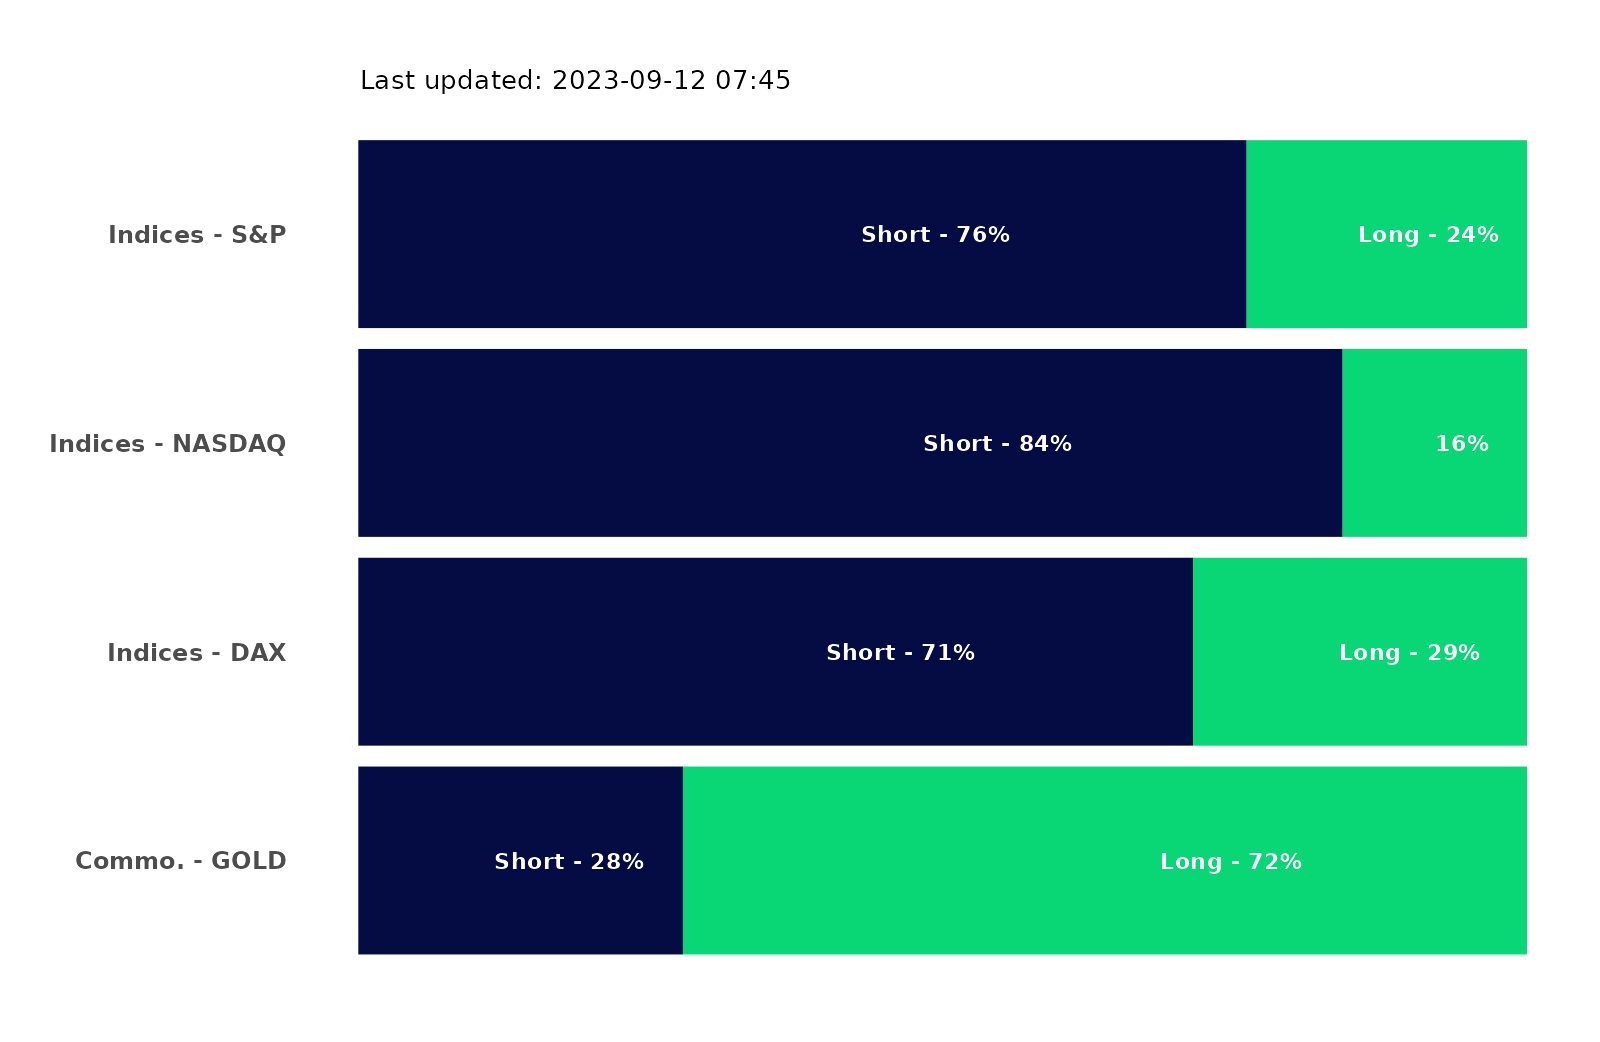 Last updated: 2023-09-12 07:45
Indices - S&P Short - 76% Long - 24%
Indices - NASDAQ Short - 84% 16%
Indices - DAX Short - 71% Long - 29%
Commo. - GOLD Short - 28% Long - 72%